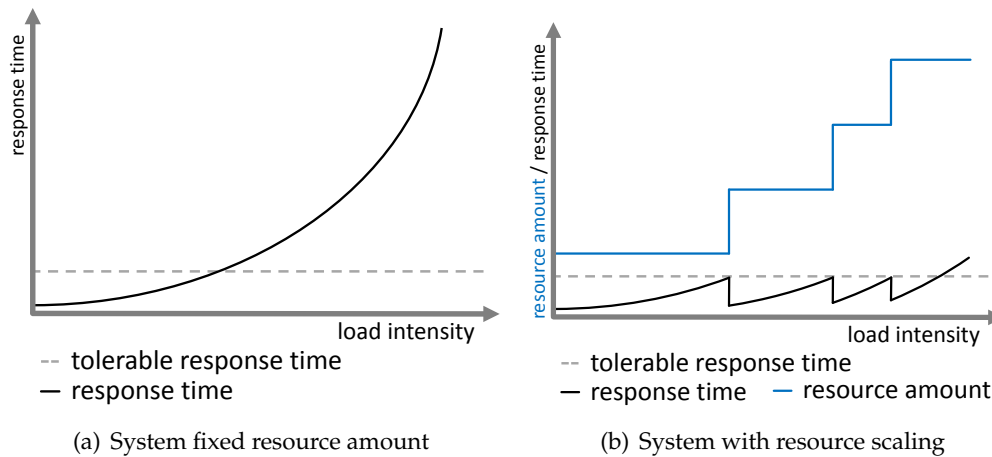 response time
load intensity
tolerable response time
response time
(a) System fixed resource amount
resource amount / response time
load intensity
tolerable response time
response time
resource amount
(b) System with resource scaling